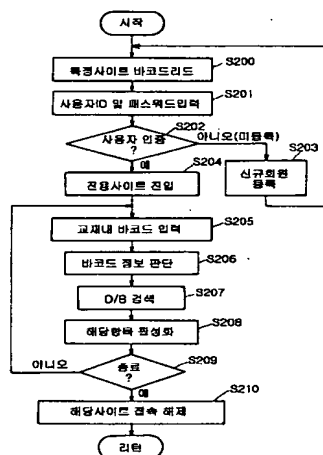 시작
특정사이트 바코드리드
S200
사용자ID 및 패스워드입력
S201
사용자 인증
?
S202
아니오(미등록)
예
S203
신규회원
등록
S204
전용사이트 진입
교재내 바코드 입력
S205
바코드 정보 판단
S206
D/B 검색
S207
해당항목 활성화
S208
아니오
종료
?
S209
예
S210
해당사이트 접속 해제
리턴